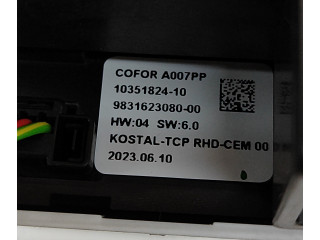 COFOR A007PP
10351824-10
9831623080-00
HW:04 SW:6.0
KOSTAL-TCP RHD-CEM 00
2023.06.10